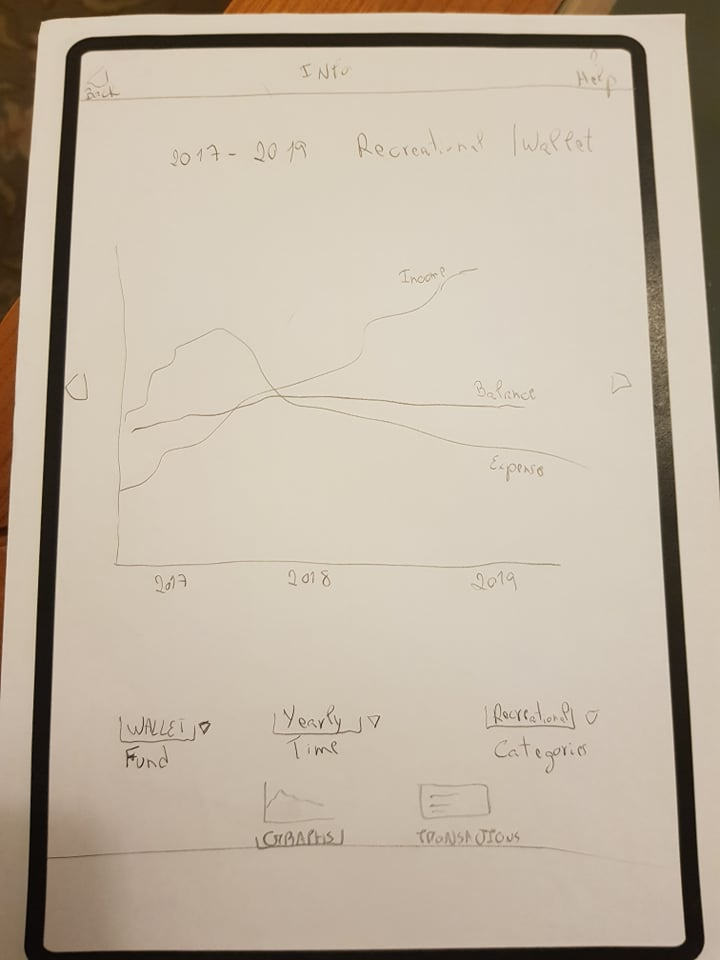 INFO
Back
? Help
2017 - 2019 Recreational / Wallet
Income
Balance
Expense
2017 2018 2019
WALLET Yearly Recreational
Fund Time Categories
GRAPHS TRANSACTIONS